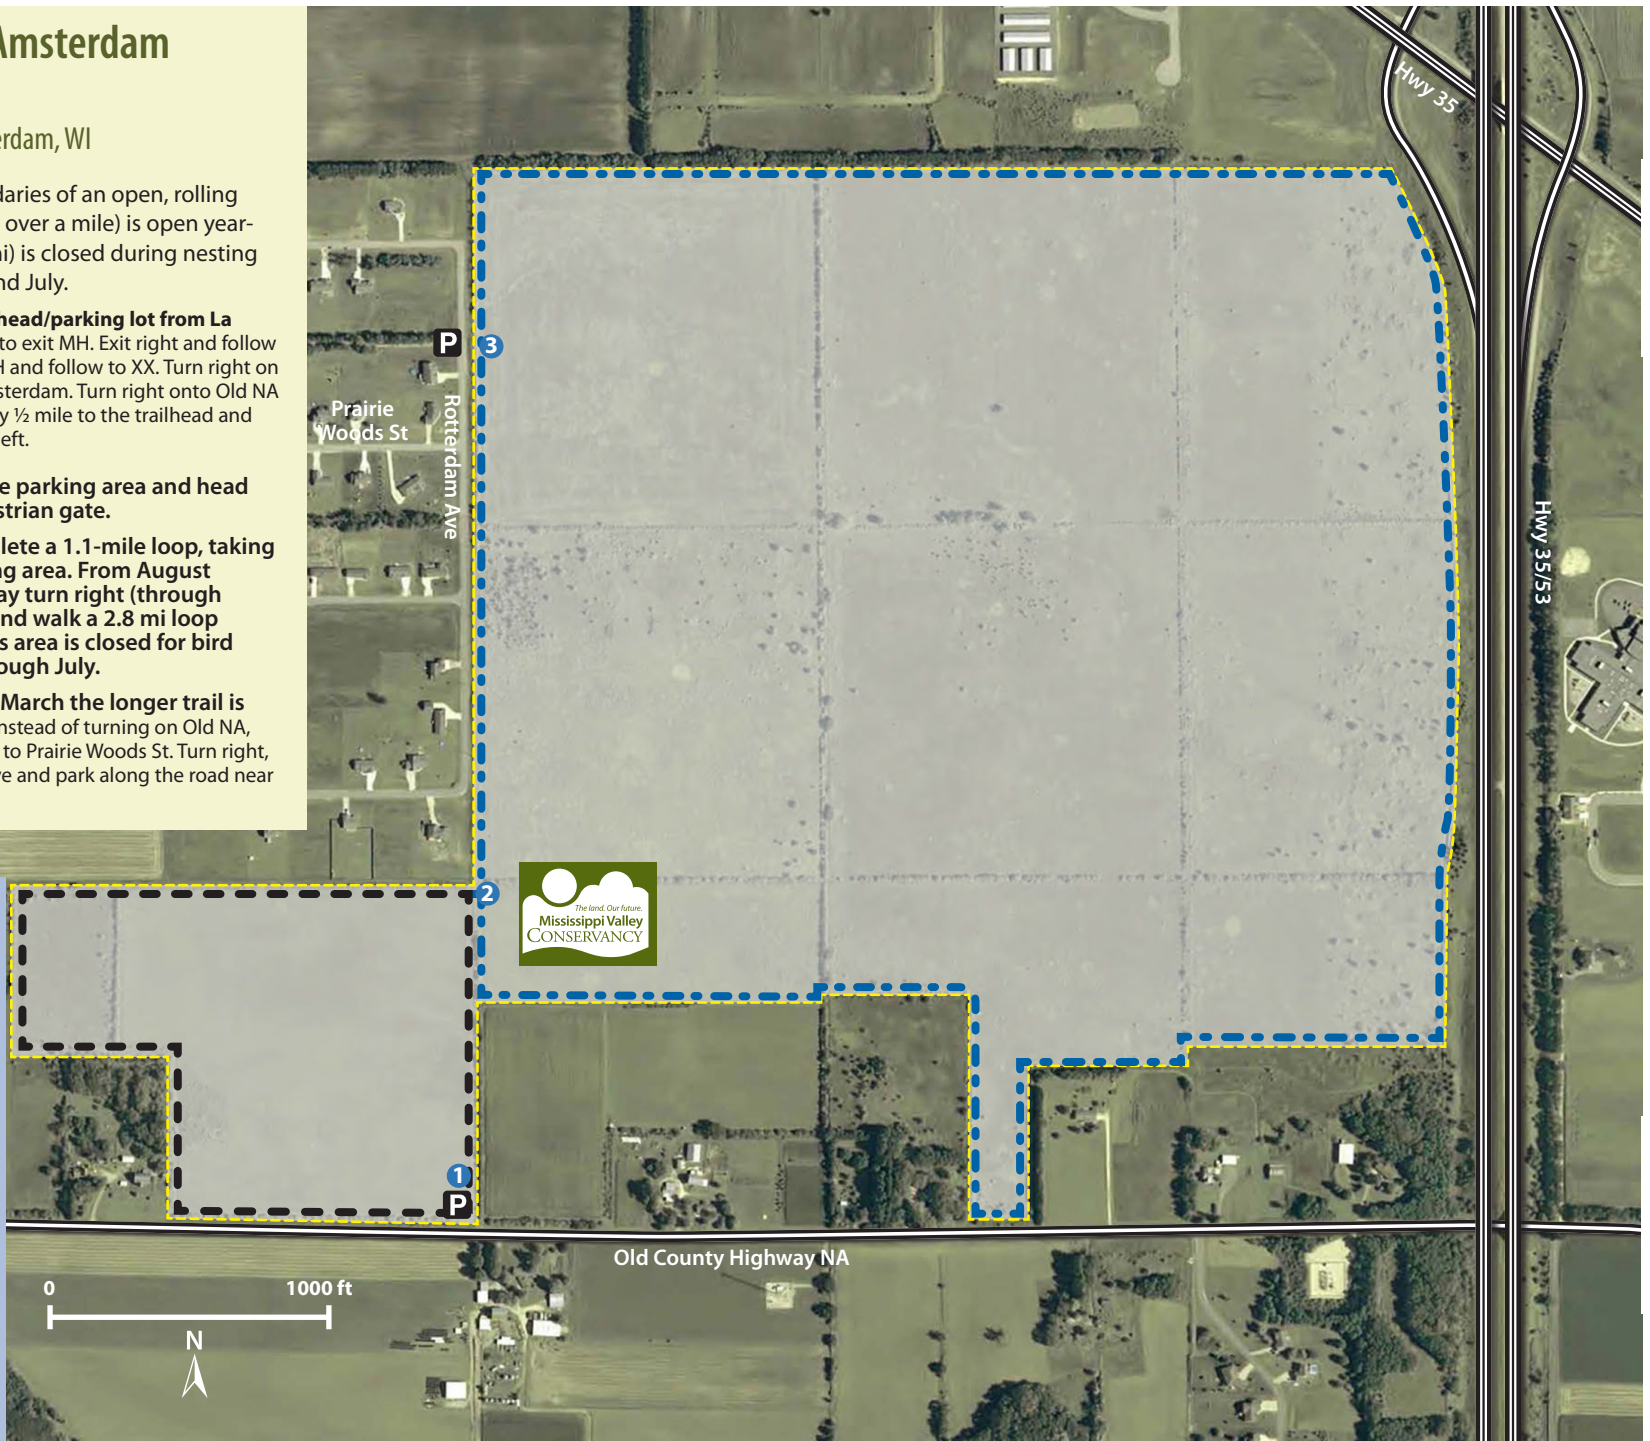 Amsterdam
erdam, WI
daries of an open, rolling
over a mile) is open year-
ni) is closed during nesting
nd July.
head/parking lot from La
to exit MH. Exit right and follow
H and follow to XX. Turn right on
sterdam. Turn right onto Old NA
y ½ mile to the trailhead and
eft.
e parking area and head
strian gate.
lete a 1.1-mile loop, taking
ng area. From August
ay turn right (through
nd walk a 2.8 mi loop
s area is closed for bird
ough July.
March the longer trail is
nstead of turning on Old NA,
to Prairie Woods St. Turn right,
ve and park along the road near
Hwy 35
P
3
Prairie
Woods St
Rotterdam Ave
Hwy 35/53
2
The land. Our future.
Mississippi Valley
CONSERVANCY
1
P
Old County Highway NA
0 1000 ft
N